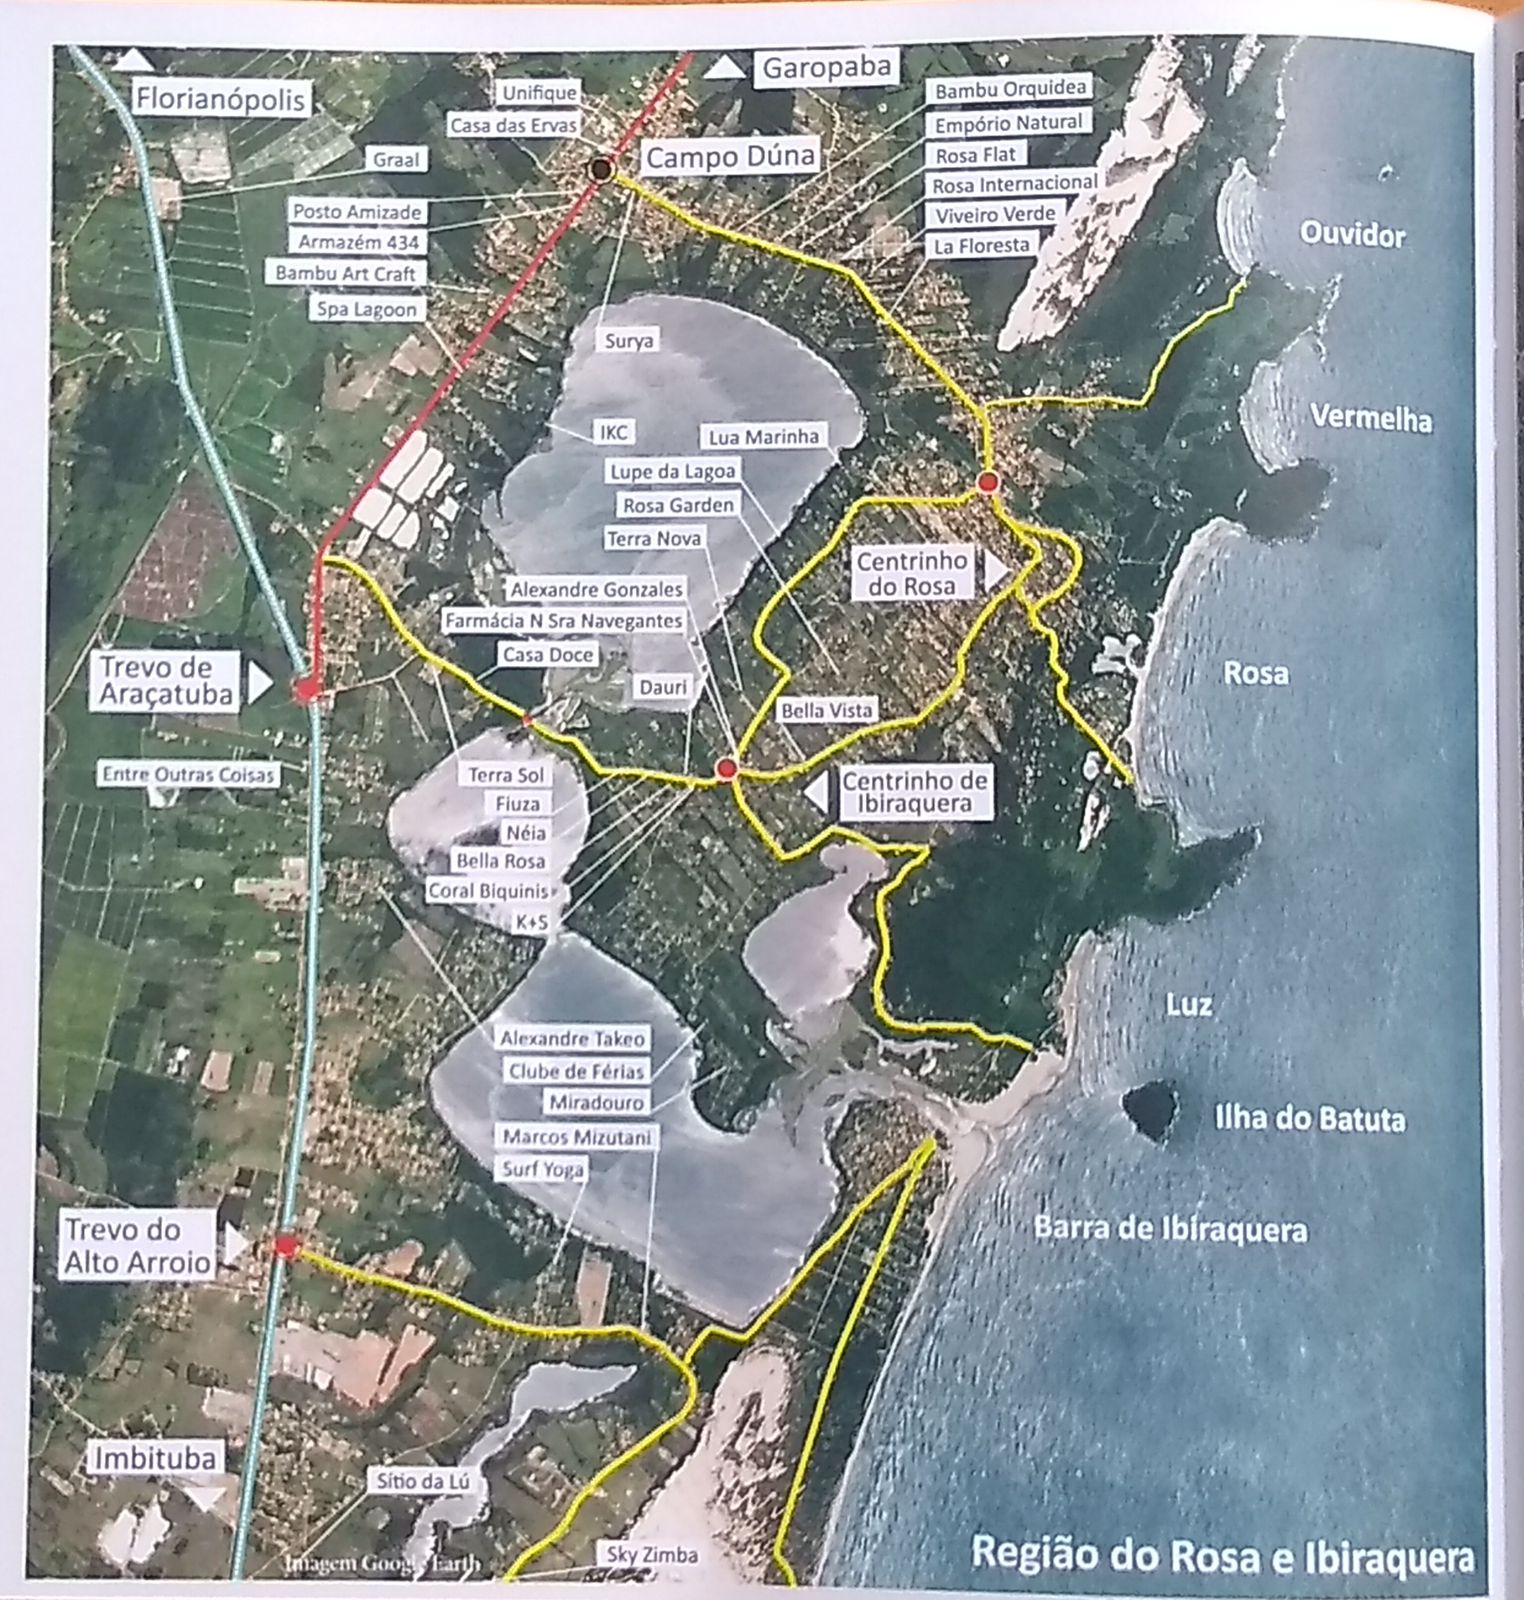 Florianópolis
Garopaba
Unifique
Casa das Ervas
Campo Dúna
Graal
Posto Amizade
Armazém 434
Bambu Art Craft
Spa Lagoon
Bambu Orquidea
Empório Natural
Rosa Flat
Rosa Internacional
Viveiro Verde
La Floresta
Ouvidor
Surya
IKC
Lua Marinha
Vermelha
Lupe da Lagoa
Rosa Garden
Terra Nova
Centrinho
do Rosa
Alexandre Gonzales
Farmácia N Sra Navegantes
Casa Doce
Dauri
Bella Vista
Rosa
Trevo de
Araçatuba
Entre Outras Coisas
Terra Sol
Fiuza
Néia
Bella Rosa
Coral Biquinis
K+S
Centrinho de
Ibiraquera
Luz
Alexandre Takeo
Clube de Férias
Miradouro
Marcos Mizutani
Surf Yoga
Ilha do Batuta
Barra de Ibiraquera
Trevo do
Alto Arroio
Imbituba
Sítio da Lú
Sky Zimba
Imagem Google Earth
Região do Rosa e Ibiraquera